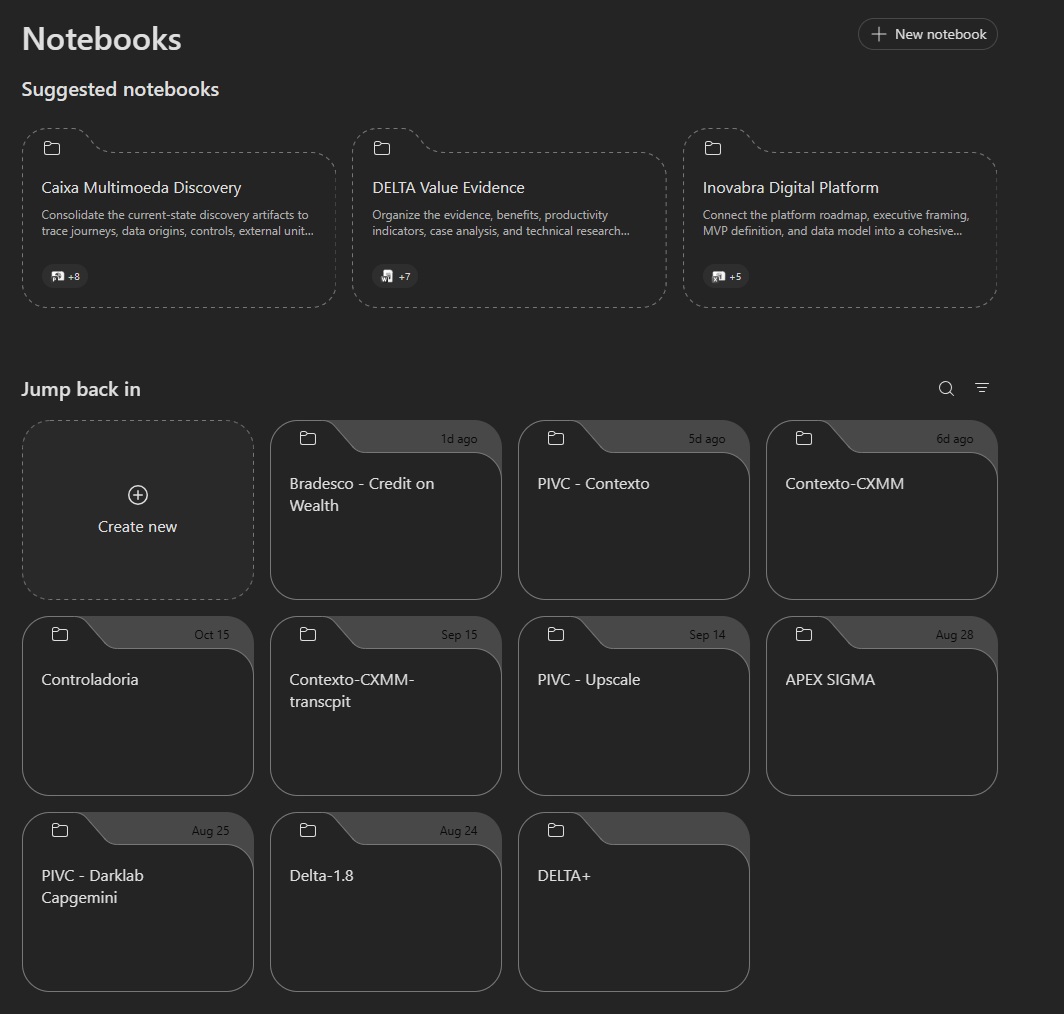 Notebooks
New notebook
Suggested notebooks
Caixa Multimoeda Discovery
Consolidate the current-state discovery artifacts to
trace journeys, data origins, controls, external unit...
+8
DELTA Value Evidence
Organize the evidence, benefits, productivity
indicators, case analysis, and technical research...
+7
Inovabra Digital Platform
Connect the platform roadmap, executive framing,
MVP definition, and data model into a cohesive...
+5
Jump back in
Create new
1d ago
Bradesco - Credit on
Wealth
5d ago
PIVC - Contexto
6d ago
Contexto-CXMM
Oct 15
Controladoria
Sep 15
Contexto-CXMM-
transcpit
Sep 14
PIVC - Upscale
Aug 28
APEX SIGMA
Aug 25
PIVC - Darklab
Capgemini
Aug 24
Delta-1.8
DELTA+